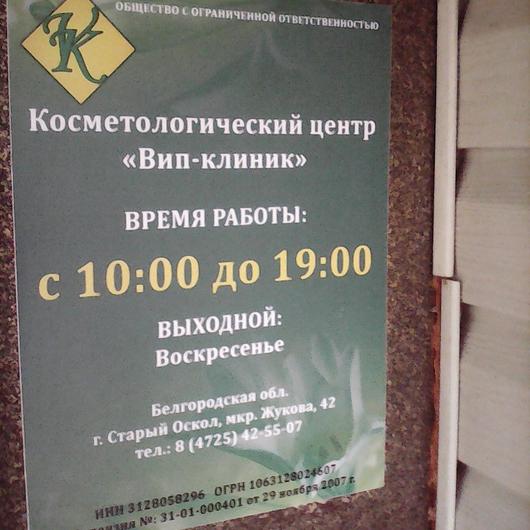 ОБЩЕСТВО С ОГРАНИЧЕННОЙ ОТВЕТСТВЕННОСТЬЮ
Косметологический центр
«Вип-клиник»
ВРЕМЯ РАБОТЫ:
с 10:00 до 19:00
ВЫХОДНОЙ:
Воскресенье
Белгородская обл.
г. Старый Оскол, мкр. Жукова, 42
тел.: 8 (4725) 42-55-07
ИНН 3128058296 ОГРН 1063128024607
№: 31-01-000401 от 29 ноября 2007 г.